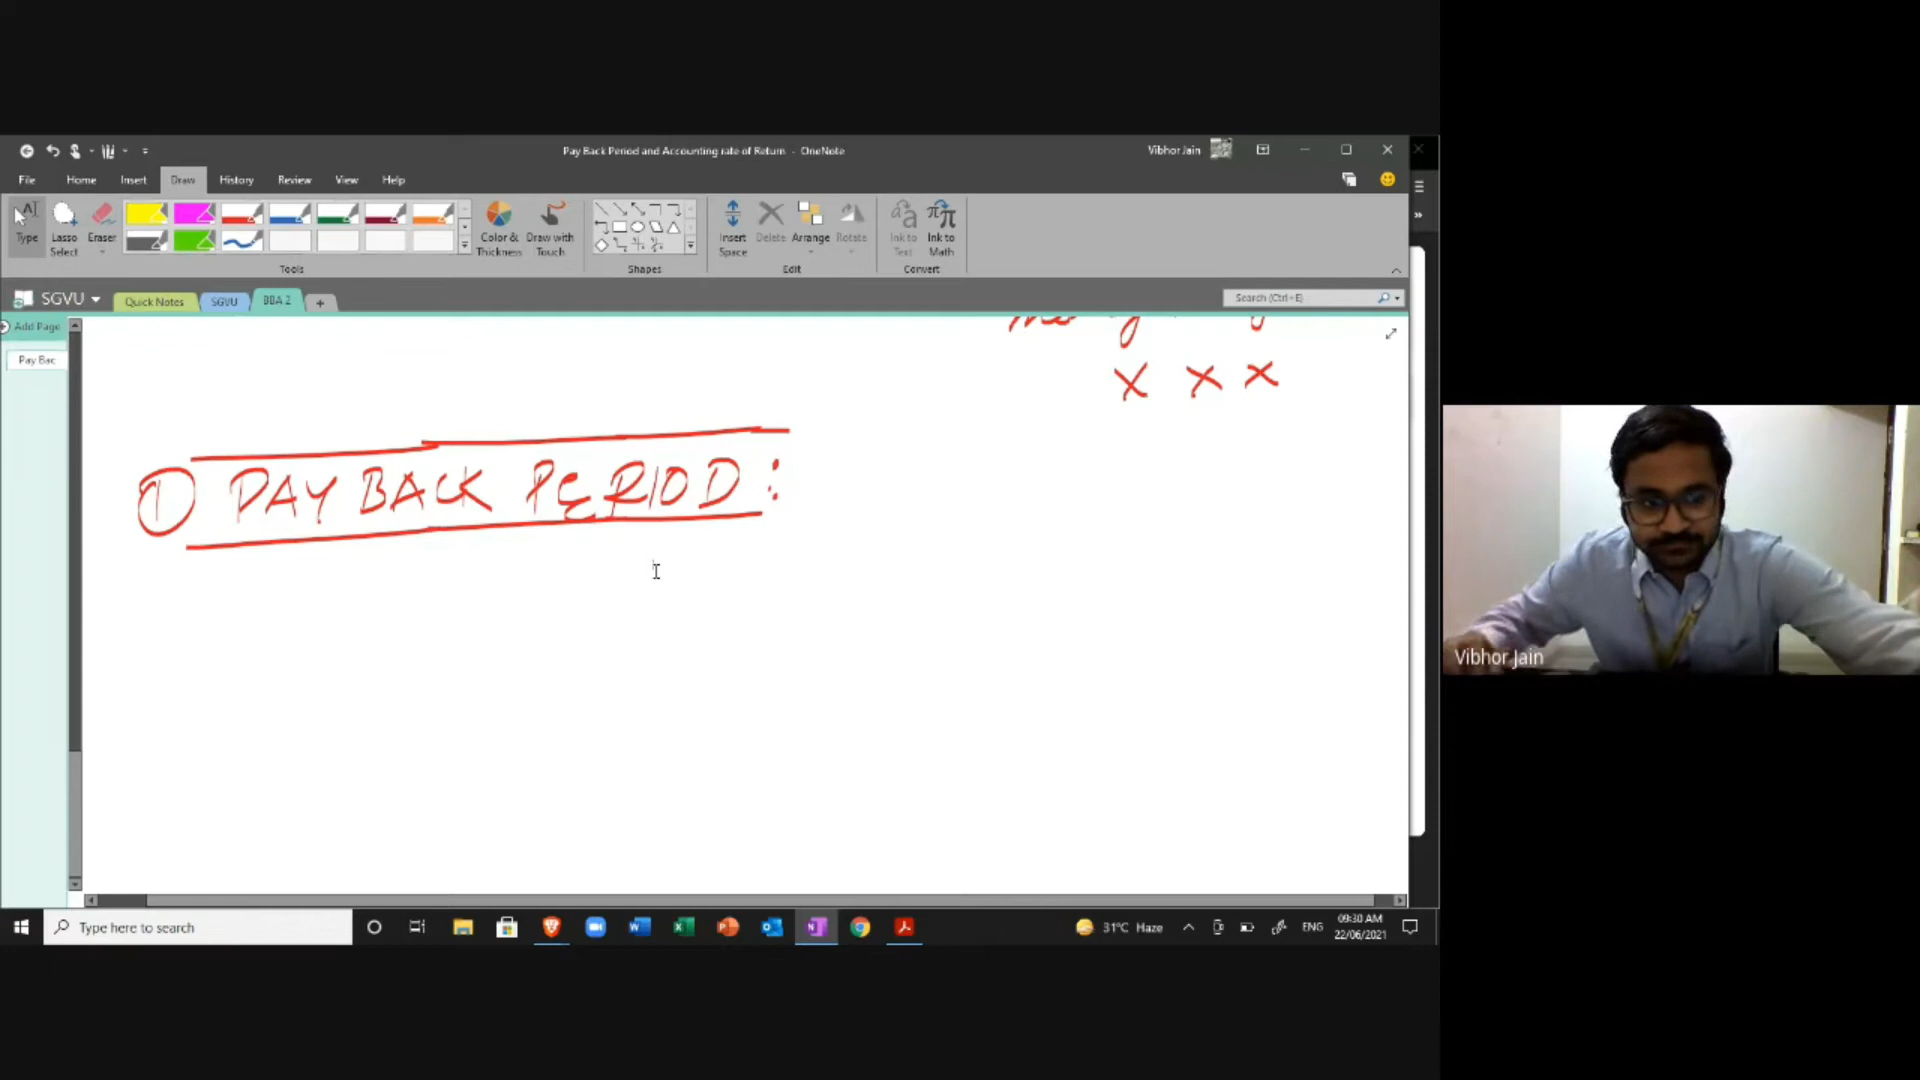 Pay Back Period and Accounting rate of Return - OneNote
Vibhor Jain
File Home Insert Draw History Review View Help
Type
Lasso Select
Eraser
Color & Thickness
Draw with Touch
Insert Space
Delete
Arrange
Rotate
Ink to Text
Ink to Math
Tools
Shapes
Edit
Convert
SGVU
Quick Notes
SGVU
BBA 2
Search (Ctrl+E)
Add Page
Pay Bac
x x x
① PAY BACK PERIOD:
Vibhor Jain
Type here to search
31°C Haze
ENG
09:30 AM
22/06/2021